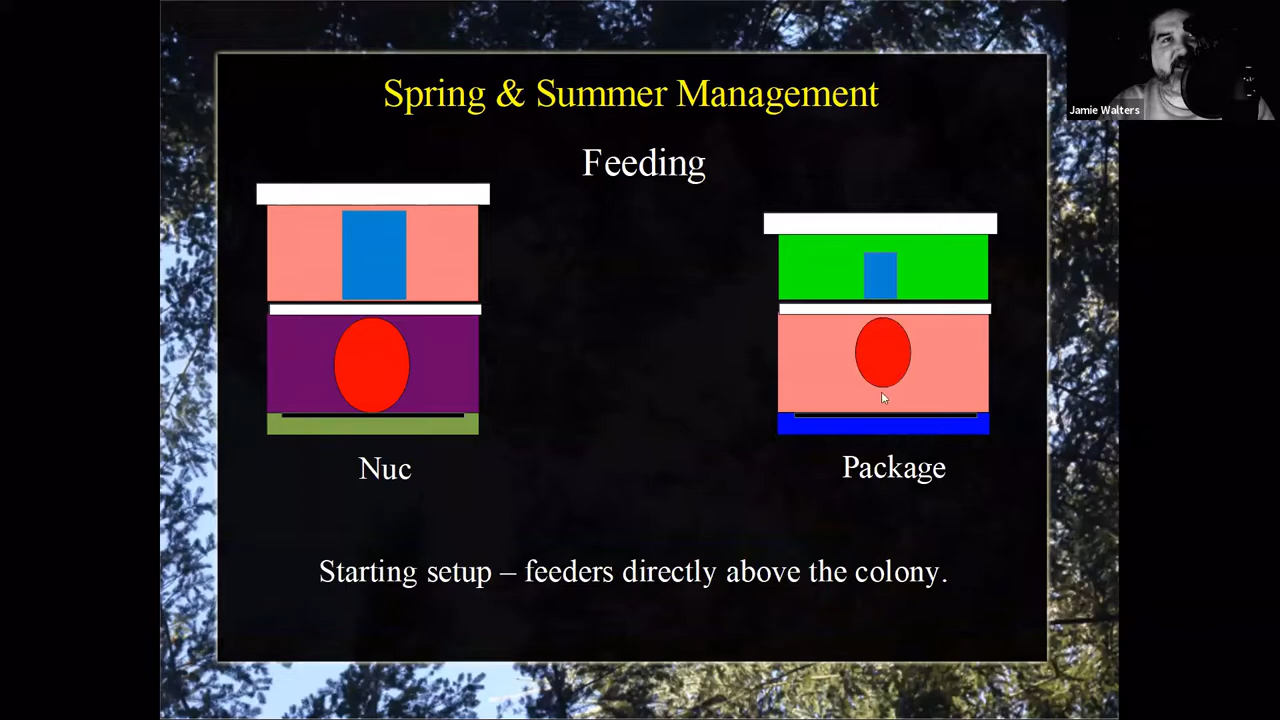 Spring & Summer Management
Jamie Walters
Feeding
Nuc
Package
Starting setup – feeders directly above the colony.